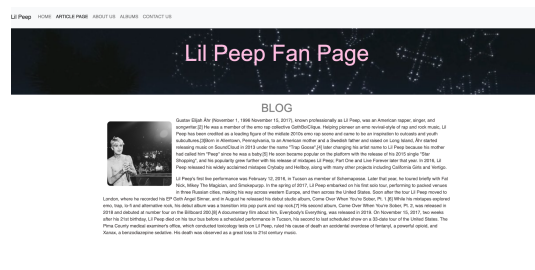 Lil Peep HOME ARTICLE PAGE ABOUT US ALBUMS CONTACT US
Lil Peep Fan Page
BLOG
Gustav Elijah Åhr (November 1, 1996 November 15, 2017), known professionally as Lil Peep, was an American rapper, singer, and
songwriter.[2] He was a member of the emo rap collective GothBoiClique. Helping pioneer an emo revival-style of rap and rock music, Lil
Peep has been credited as a leading figure of the mid/late 2010s emo rap scene and came to be an inspiration to outcasts and youth
subcultures.[3]Born in Allentown, Pennsylvania, to an American mother and a Swedish father and raised on Long Island, Åhr started
releasing music on SoundCloud in 2013 under the name "Trap Goose",[4] later changing his artist name to Lil Peep because his mother
had called him "Peep" since he was a baby.[5] He soon became popular on the platform with the release of his 2015 single "Star
Shopping", and his popularity grew further with his release of mixtapes Lil Peep; Part One and Live Forever later that year. In 2016, Lil
Peep released his widely acclaimed mixtapes Crybaby and Hellboy, along with many other projects including California Girls and Vertigo.
Lil Peep's first live performance was February 12, 2016, in Tucson as member of Schemaposse. Later that year, he toured briefly with Fat
Nick, Mikey The Magician, and Smokepurpp. In the spring of 2017, Lil Peep embarked on his first solo tour, performing to packed venues
in three Russian cities, making his way across western Europe, and then across the United States. Soon after the tour Lil Peep moved to
London, where he recorded his EP Goth Angel Sinner, and in August he released his debut studio album, Come Over When You're Sober, Pt. 1.[6] While his mixtapes explored
emo, trap, lo-fi and alternative rock, his debut album was a transition into pop punk and rap rock.[7] His second album, Come Over When You're Sober, Pt. 2, was released in
2018 and debuted at number four on the Billboard 200.[8] A documentary film about him, Everybody's Everything, was released in 2019. On November 15, 2017, two weeks
after his 21st birthday, Lil Peep died on his tour bus before a scheduled performance in Tucson, his second to last scheduled show on a 33-date tour of the United States. The
Pima County medical examiner's office, which conducted toxicology tests on Lil Peep, ruled his cause of death an accidental overdose of fentanyl, a powerful opioid, and
Xanax, a benzodiazepine sedative. His death was observed as a great loss to 21st century music.